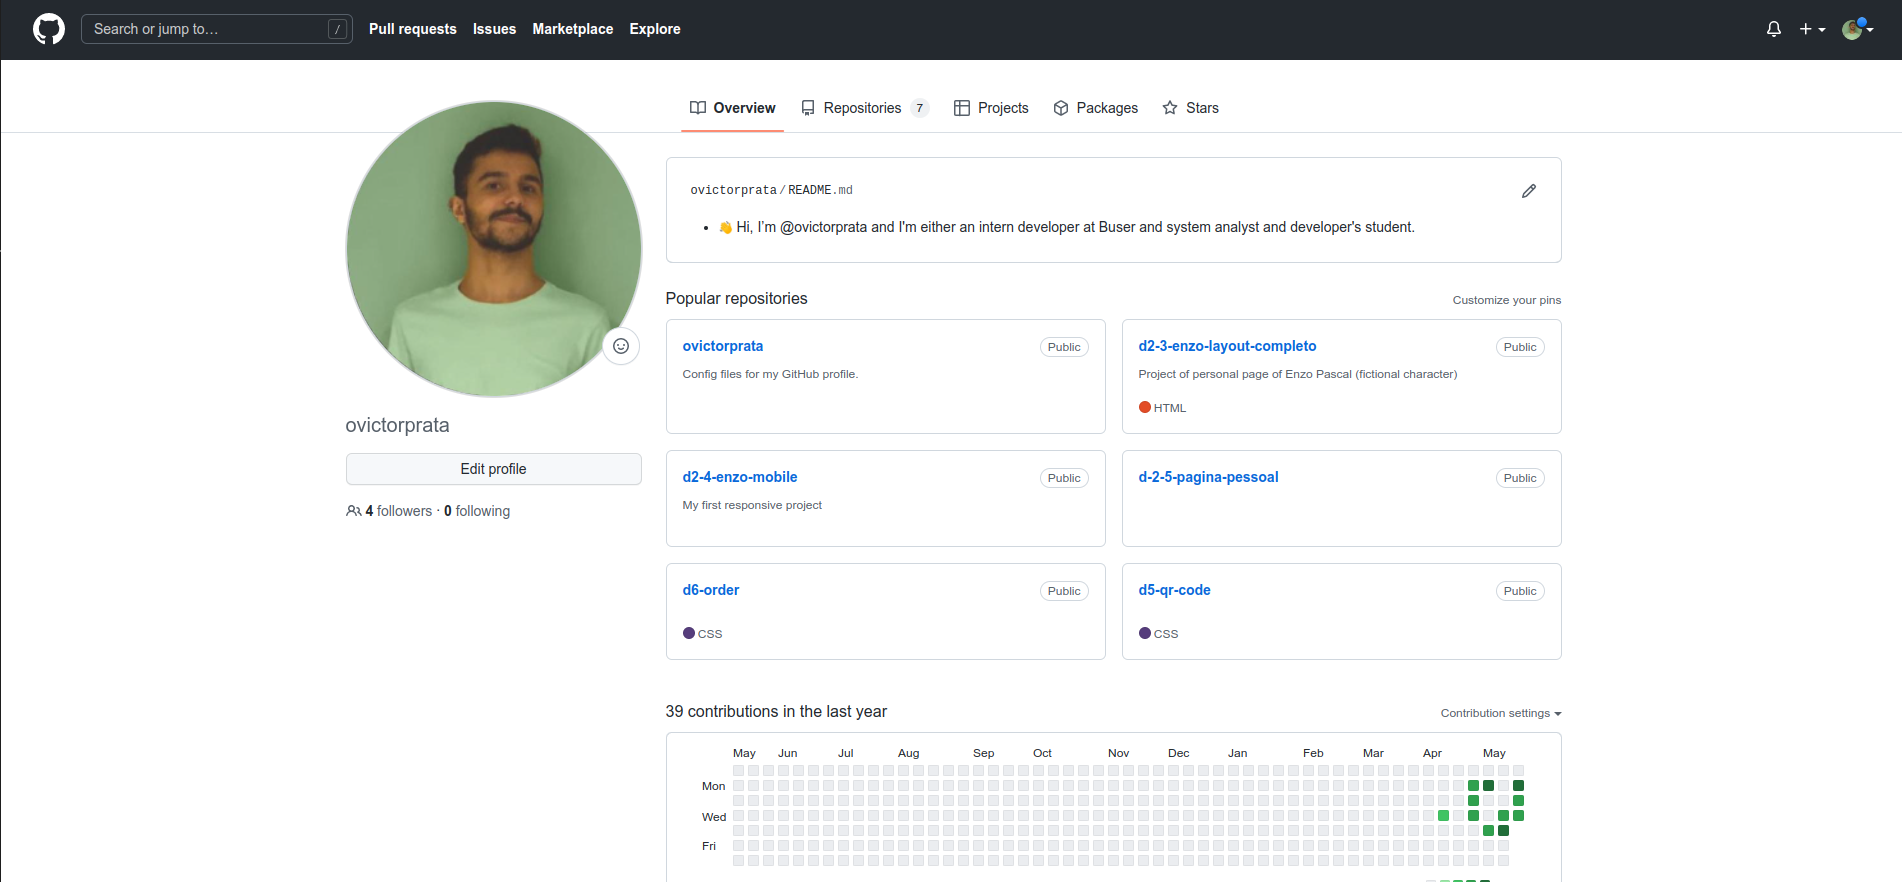 Search or jump to… /
Pull requests Issues Marketplace Explore
Overview Repositories 7 Projects Packages Stars
ovictorprata
Edit profile
4 followers · 0 following
ovictorprata/README.md
• 👋 Hi, I’m @ovictorprata and I'm either an intern developer at Buser and system analyst and developer's student.
Popular repositories Customize your pins
ovictorprata Public
Config files for my GitHub profile.
d2-3-enzo-layout-completo Public
Project of personal page of Enzo Pascal (fictional character)
HTML
d2-4-enzo-mobile Public
My first responsive project
d-2-5-pagina-pessoal Public
d6-order Public
CSS
d5-qr-code Public
CSS
39 contributions in the last year Contribution settings
May Jun Jul Aug Sep Oct Nov Dec Jan Feb Mar Apr May
Mon
Wed
Fri